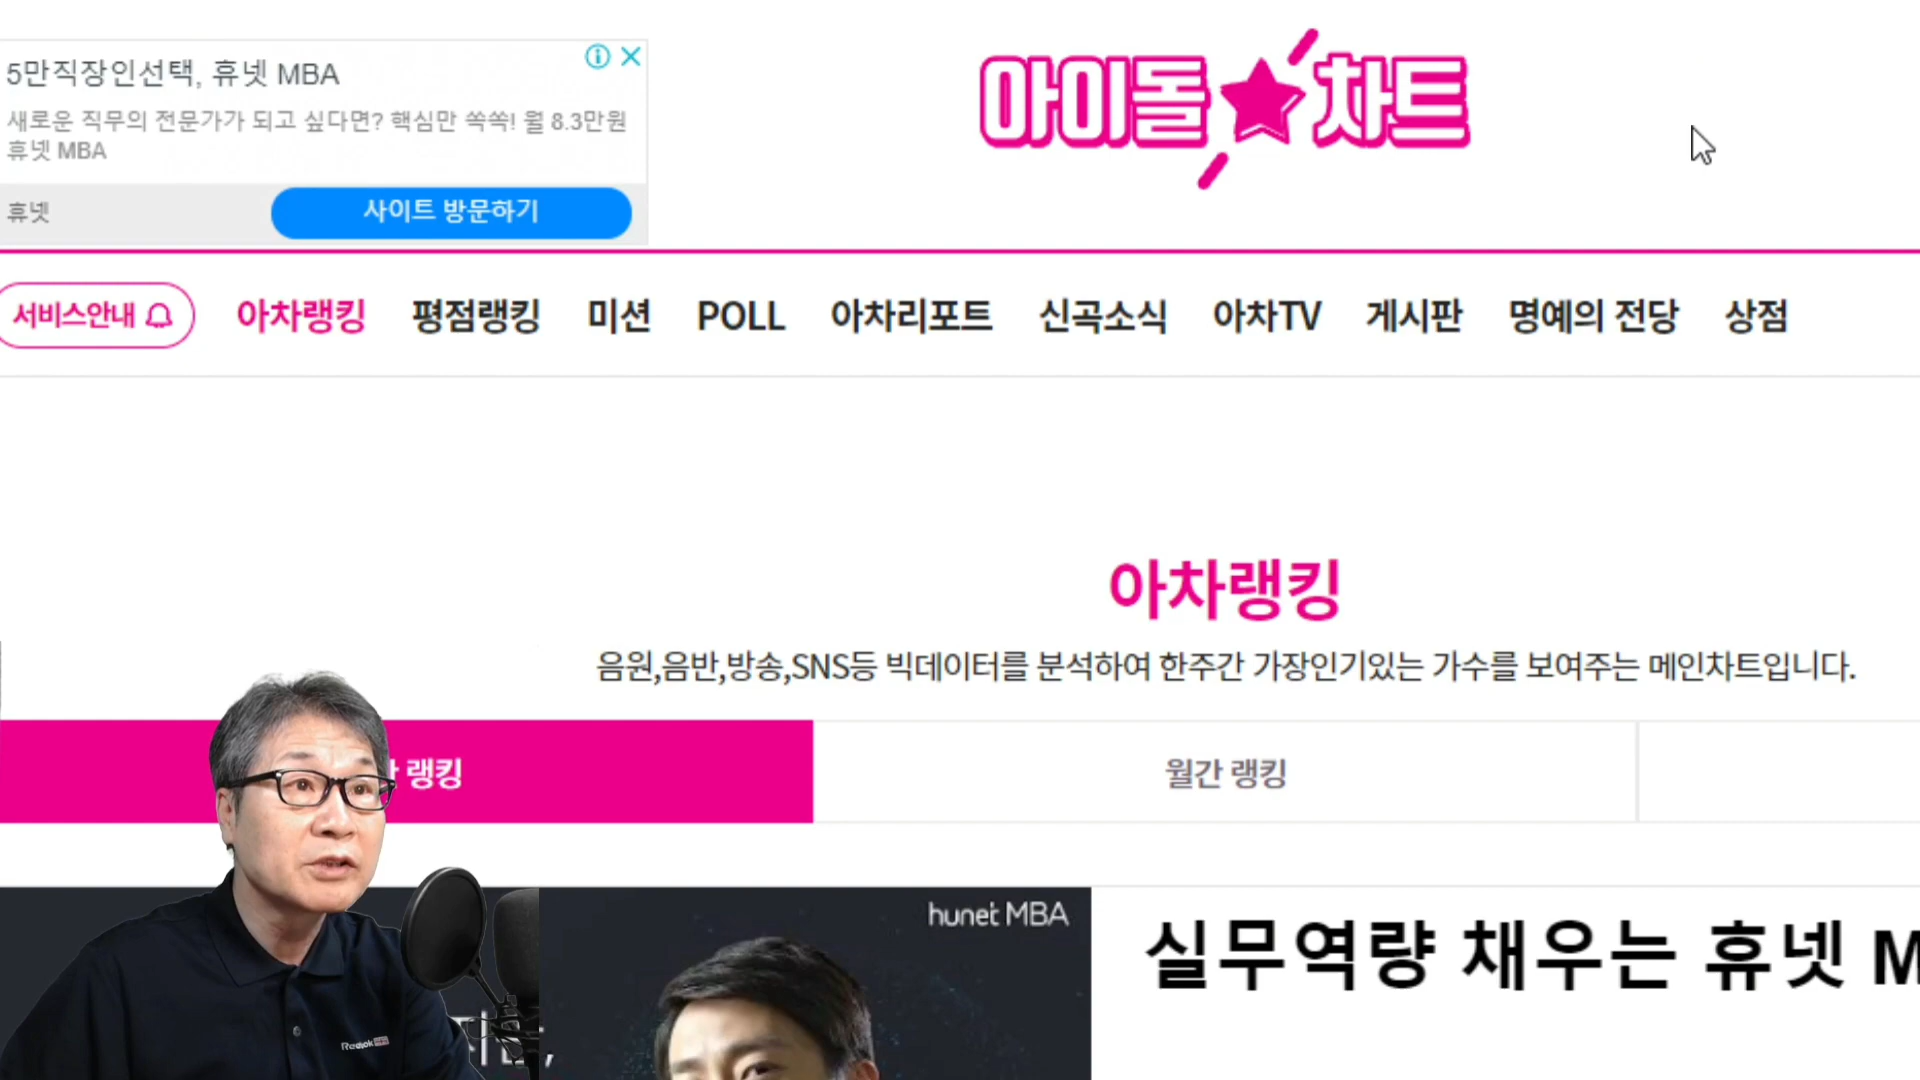 5만직장인선택, 휴넷 MBA
새로운 직무의 전문가가 되고 싶다면? 핵심만 쏙쏙! 월 8.3만원
휴넷 MBA
휴넷
사이트 방문하기
아이돌★차트
서비스안내
아차랭킹 평점랭킹 미션 POLL 아차리포트 신곡소식 아차TV 게시판 명예의 전당 상점
아차랭킹
음원,음반,방송,SNS등 빅데이터를 분석하여 한주간 가장인기있는 가수를 보여주는 메인차트입니다.
랭킹
월간 랭킹
hunet MBA
실무역량 채우는 휴넷 M
Reebok